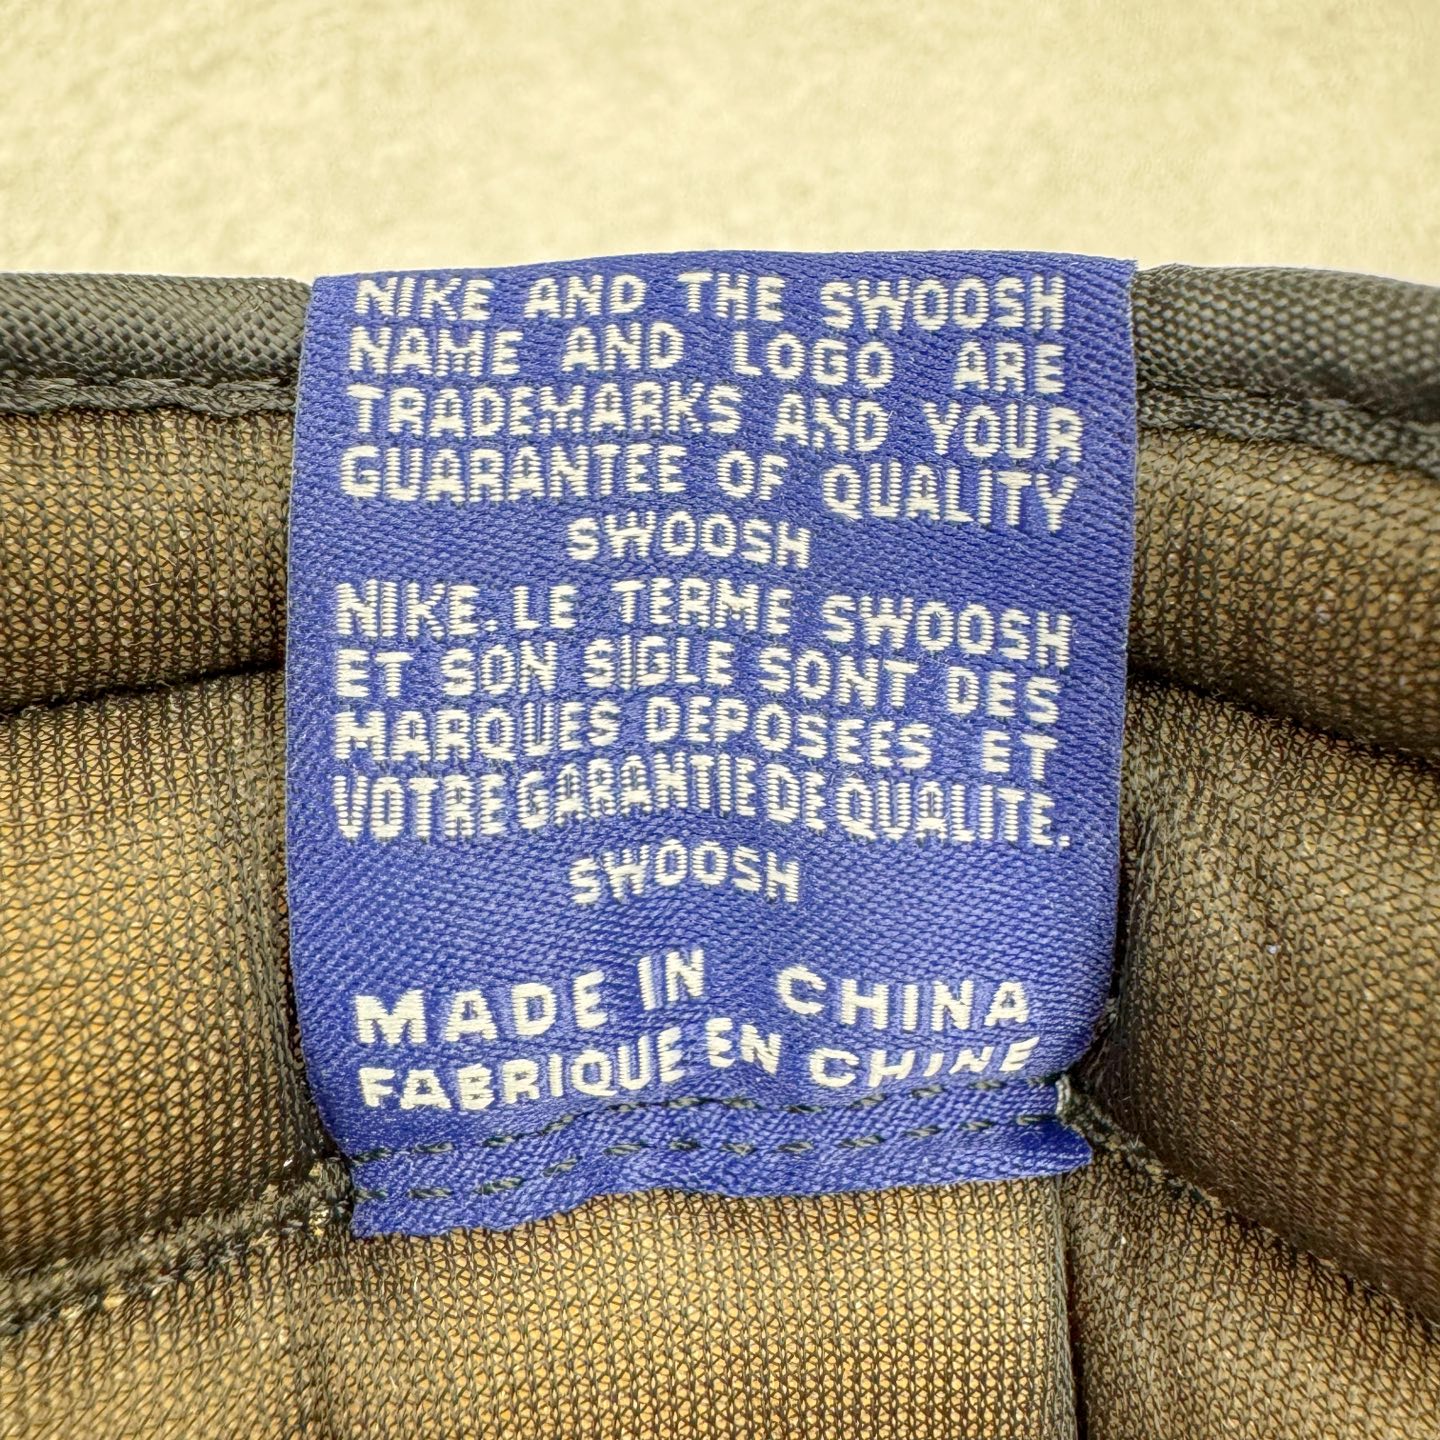 NIKE AND THE SWOOSH
NAME AND LOGO ARE
TRADEMARKS AND YOUR
GUARANTEE OF QUALITY
SWOOSH
NIKE.LE TERME SWOOSH
ET SON SIGLE SONT DES
MARQUES DEPOSEES ET
VOTRE GARANTIE DE QUALITE.
SWOOSH
MADE IN CHINA
FABRIQUE EN CHINE